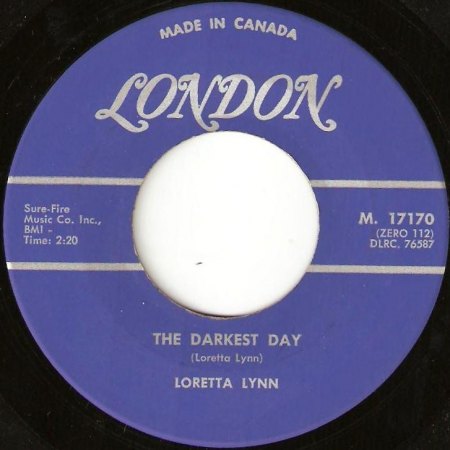 MADE IN CANADA
LONDON
Sure-Fire
Music Co. Inc.,
BMI -
Time: 2:20
M. 17170
(ZERO 112)
DLRC. 76587
THE DARKEST DAY
(Loretta Lynn)
LORETTA LYNN